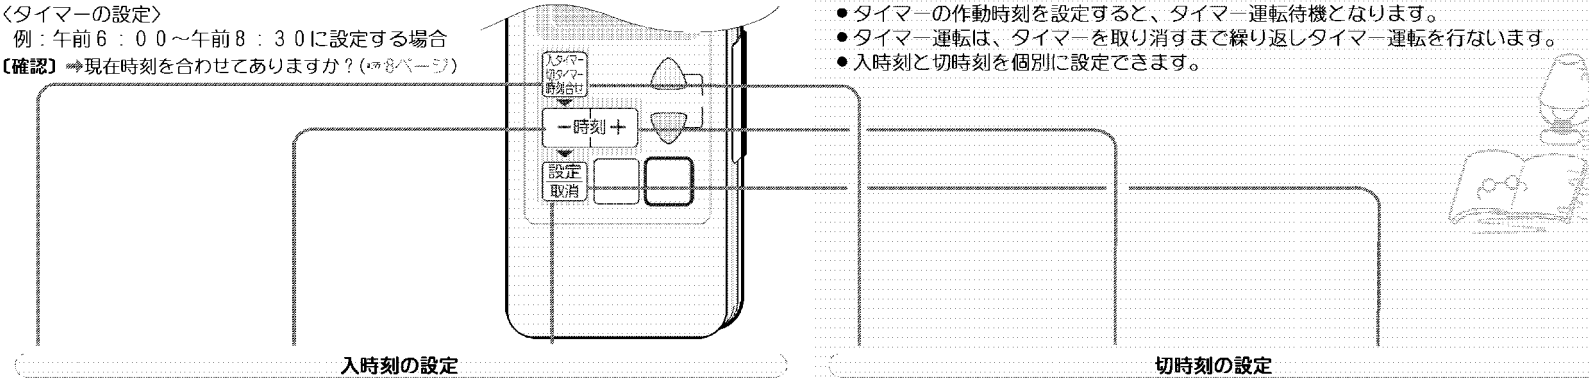 〈タイマーの設定〉
例：午前６：００～午前８：３０に設定する場合
〔確認〕➡現在時刻を合わせてありますか？(☞8ページ)
入タイマー
切タイマー
時刻合せ
－時刻＋
設定
取消
●タイマーの作動時刻を設定すると、タイマー運転待機となります。
●タイマー運転は、タイマーを取り消すまで繰り返しタイマー運転を行ないます。
●入時刻と切時刻を個別に設定できます。
入時刻の設定
切時刻の設定